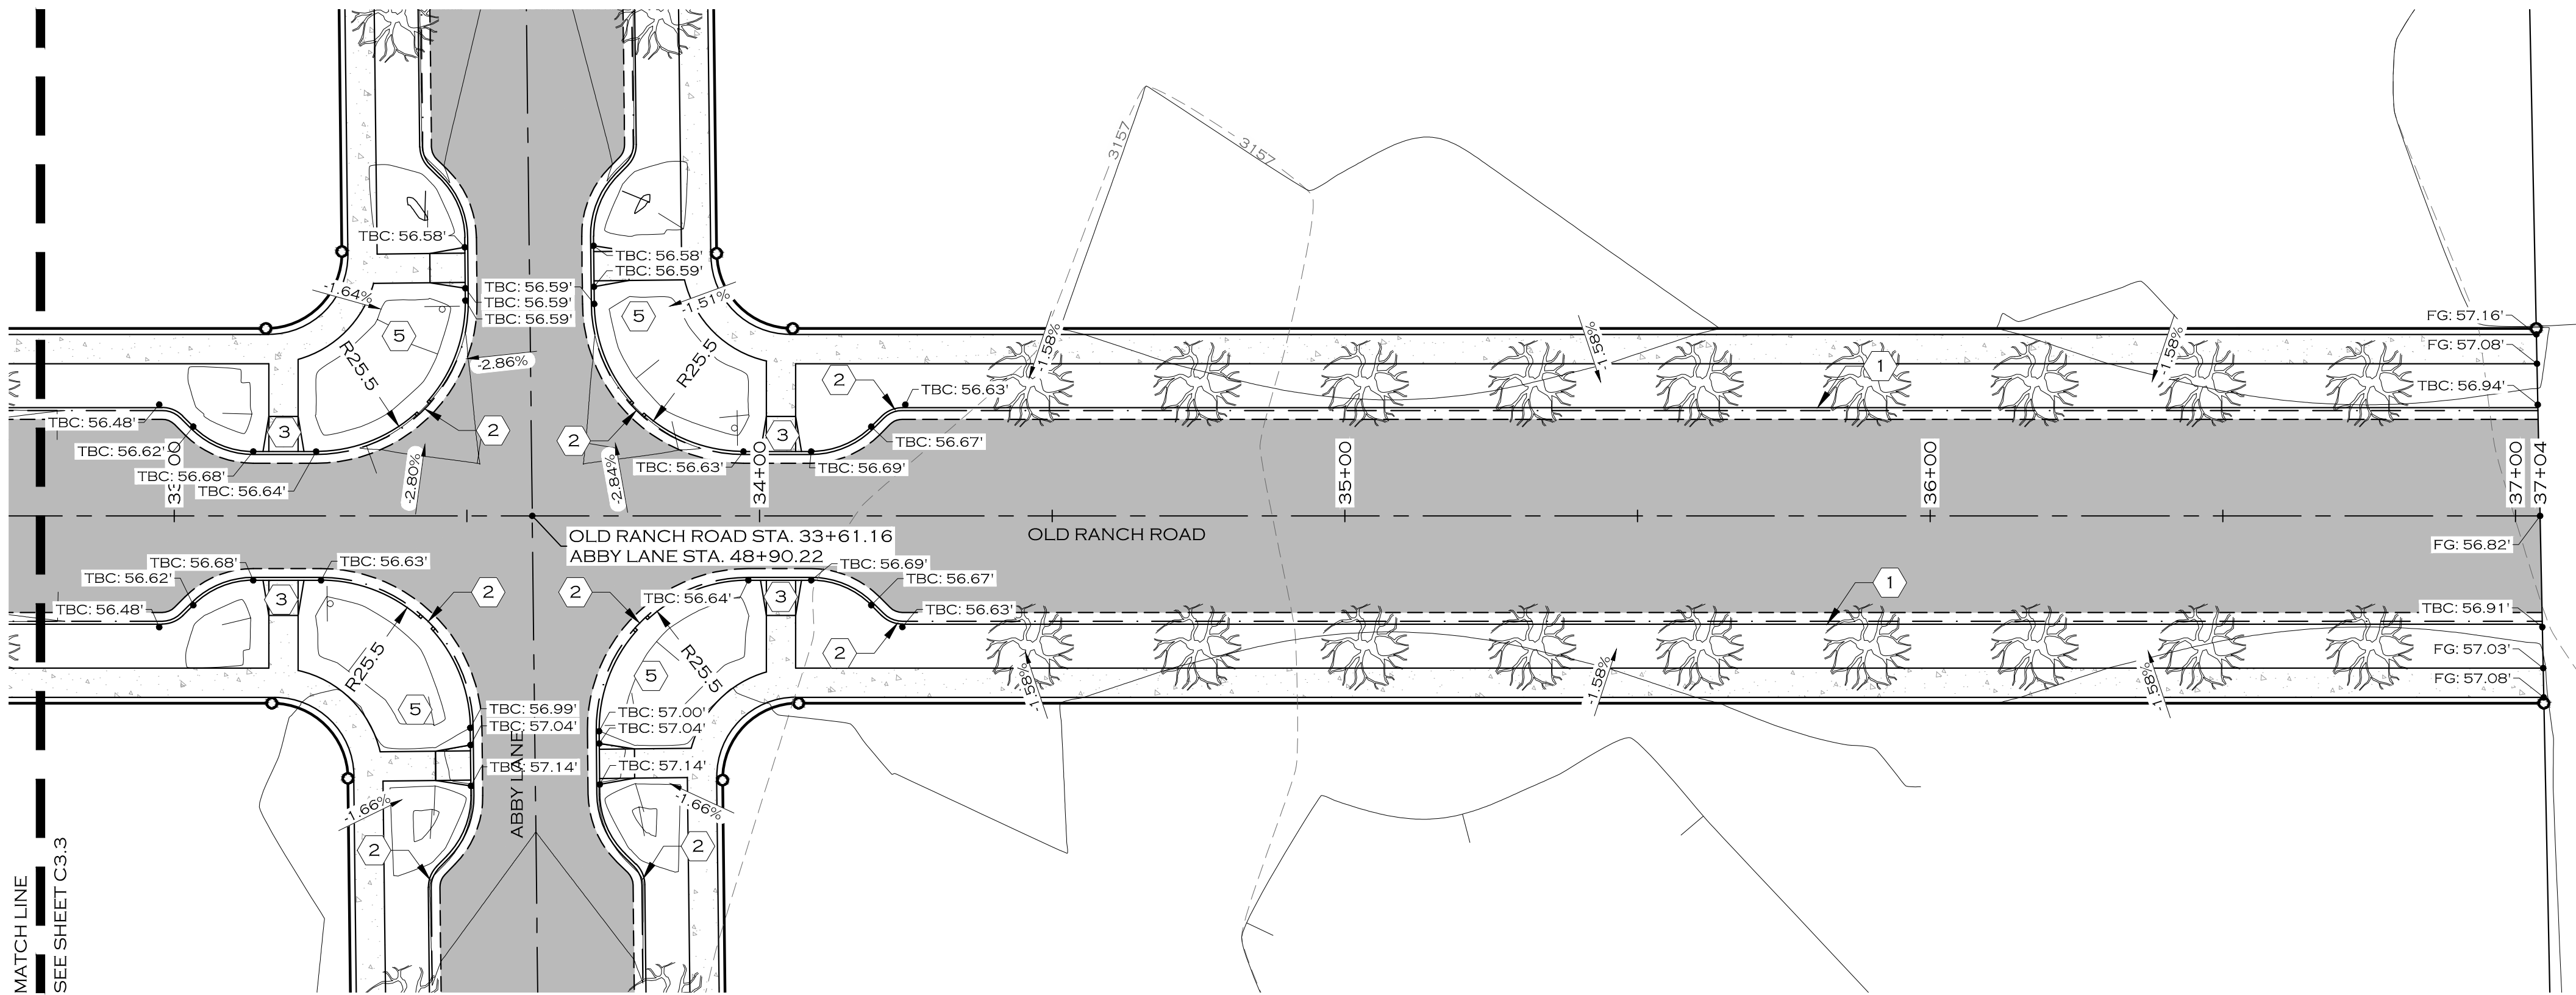 3157
3157
TBC: 56.58'
TBC: 56.58'
TBC: 56.59'
-1.64%
TBC: 56.59'
TBC: 56.59'
TBC: 56.59'
-1.51%
5
5
FG: 57.16'
-1.58%
-1.58%
-1.58%
FG: 57.08'
R25.5
-2.86%
R25.5
2
1
TBC: 56.63'
TBC: 56.94'
TBC: 56.48'
3
2
2
3
TBC: 56.67'
TBC: 56.62'
TBC: 56.68'
TBC: 56.64'
-2.80%
-2.84%
TBC: 56.63'
TBC: 56.69'
34+00
35+00
36+00
37+00
37+04
OLD RANCH ROAD STA. 33+61.16
ABBY LANE STA. 48+90.22
OLD RANCH ROAD
FG: 56.82'
TBC: 56.68'
TBC: 56.63'
TBC: 56.69'
TBC: 56.62'
TBC: 56.67'
1
3
2
2
TBC: 56.64'
3
TBC: 56.48'
TBC: 56.63'
TBC: 56.91'
R25.5
R25.5
2
FG: 57.03'
5
5
-1.58%
-1.58%
-1.58%
FG: 57.08'
TBC: 56.99'
TBC: 57.00'
TBC: 57.04'
TBC: 57.04'
TBC: 57.14'
TBC: 57.14'
ABBY LANE
-1.66%
-1.66%
2
2
MATCH LINE
SEE SHEET C3.3